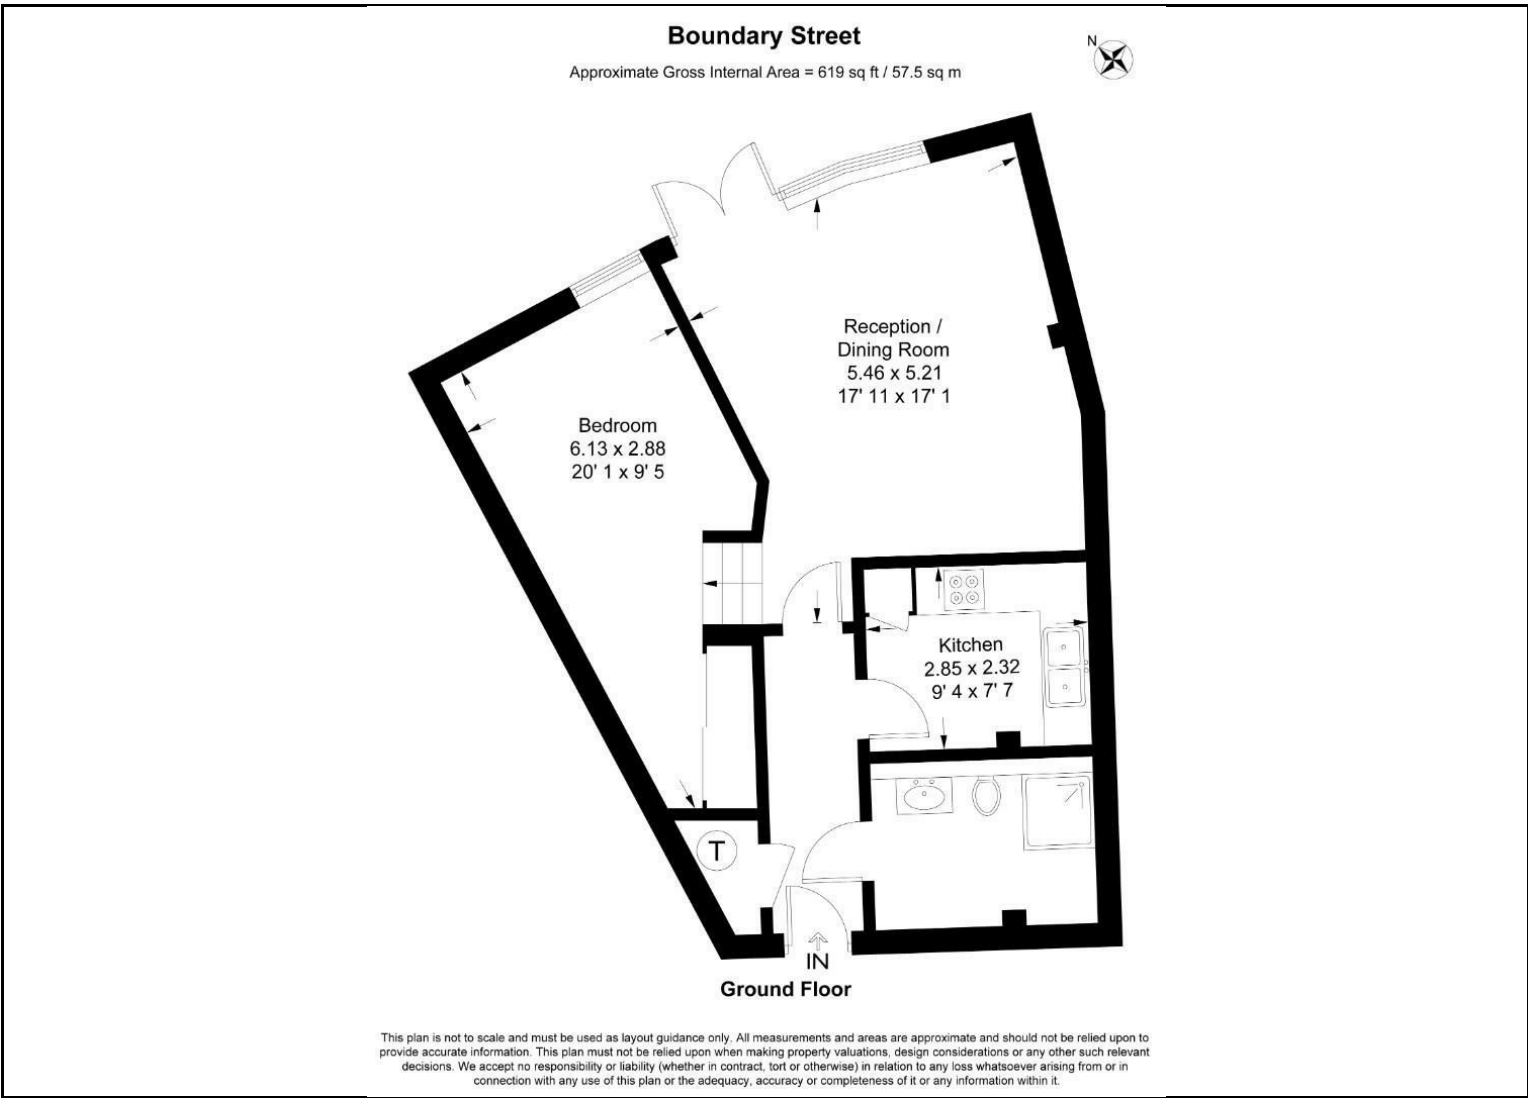 Boundary Street
Approximate Gross Internal Area = 619 sq ft / 57.5 sq m
N
Reception /
Dining Room
5.46 x 5.21
17' 11 x 17' 1
Bedroom
6.13 x 2.88
20' 1 x 9' 5
Kitchen
2.85 x 2.32
9' 4 x 7' 7
T
IN
Ground Floor
This plan is not to scale and must be used as layout guidance only. All measurements and areas are approximate and should not be relied upon to
provide accurate information. This plan must not be relied upon when making property valuations, design considerations or any other such relevant
decisions. We accept no responsibility or liability (whether in contract, tort or otherwise) in relation to any loss whatsoever arising from or in
connection with any use of this plan or the adequacy, accuracy or completeness of it or any information within it.